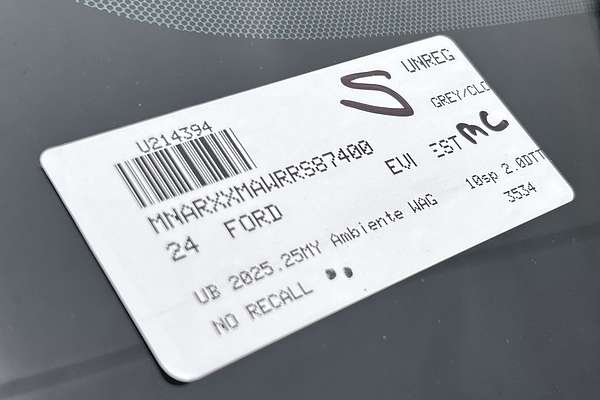 UNREG
S
GREY/CLO
U214394
MC
MNARXXMAWRRS87400
EWI EST
24 FORD
10sp 2.0DTT
3534
UB 2025.25MY Ambiente WAG
NO RECALL